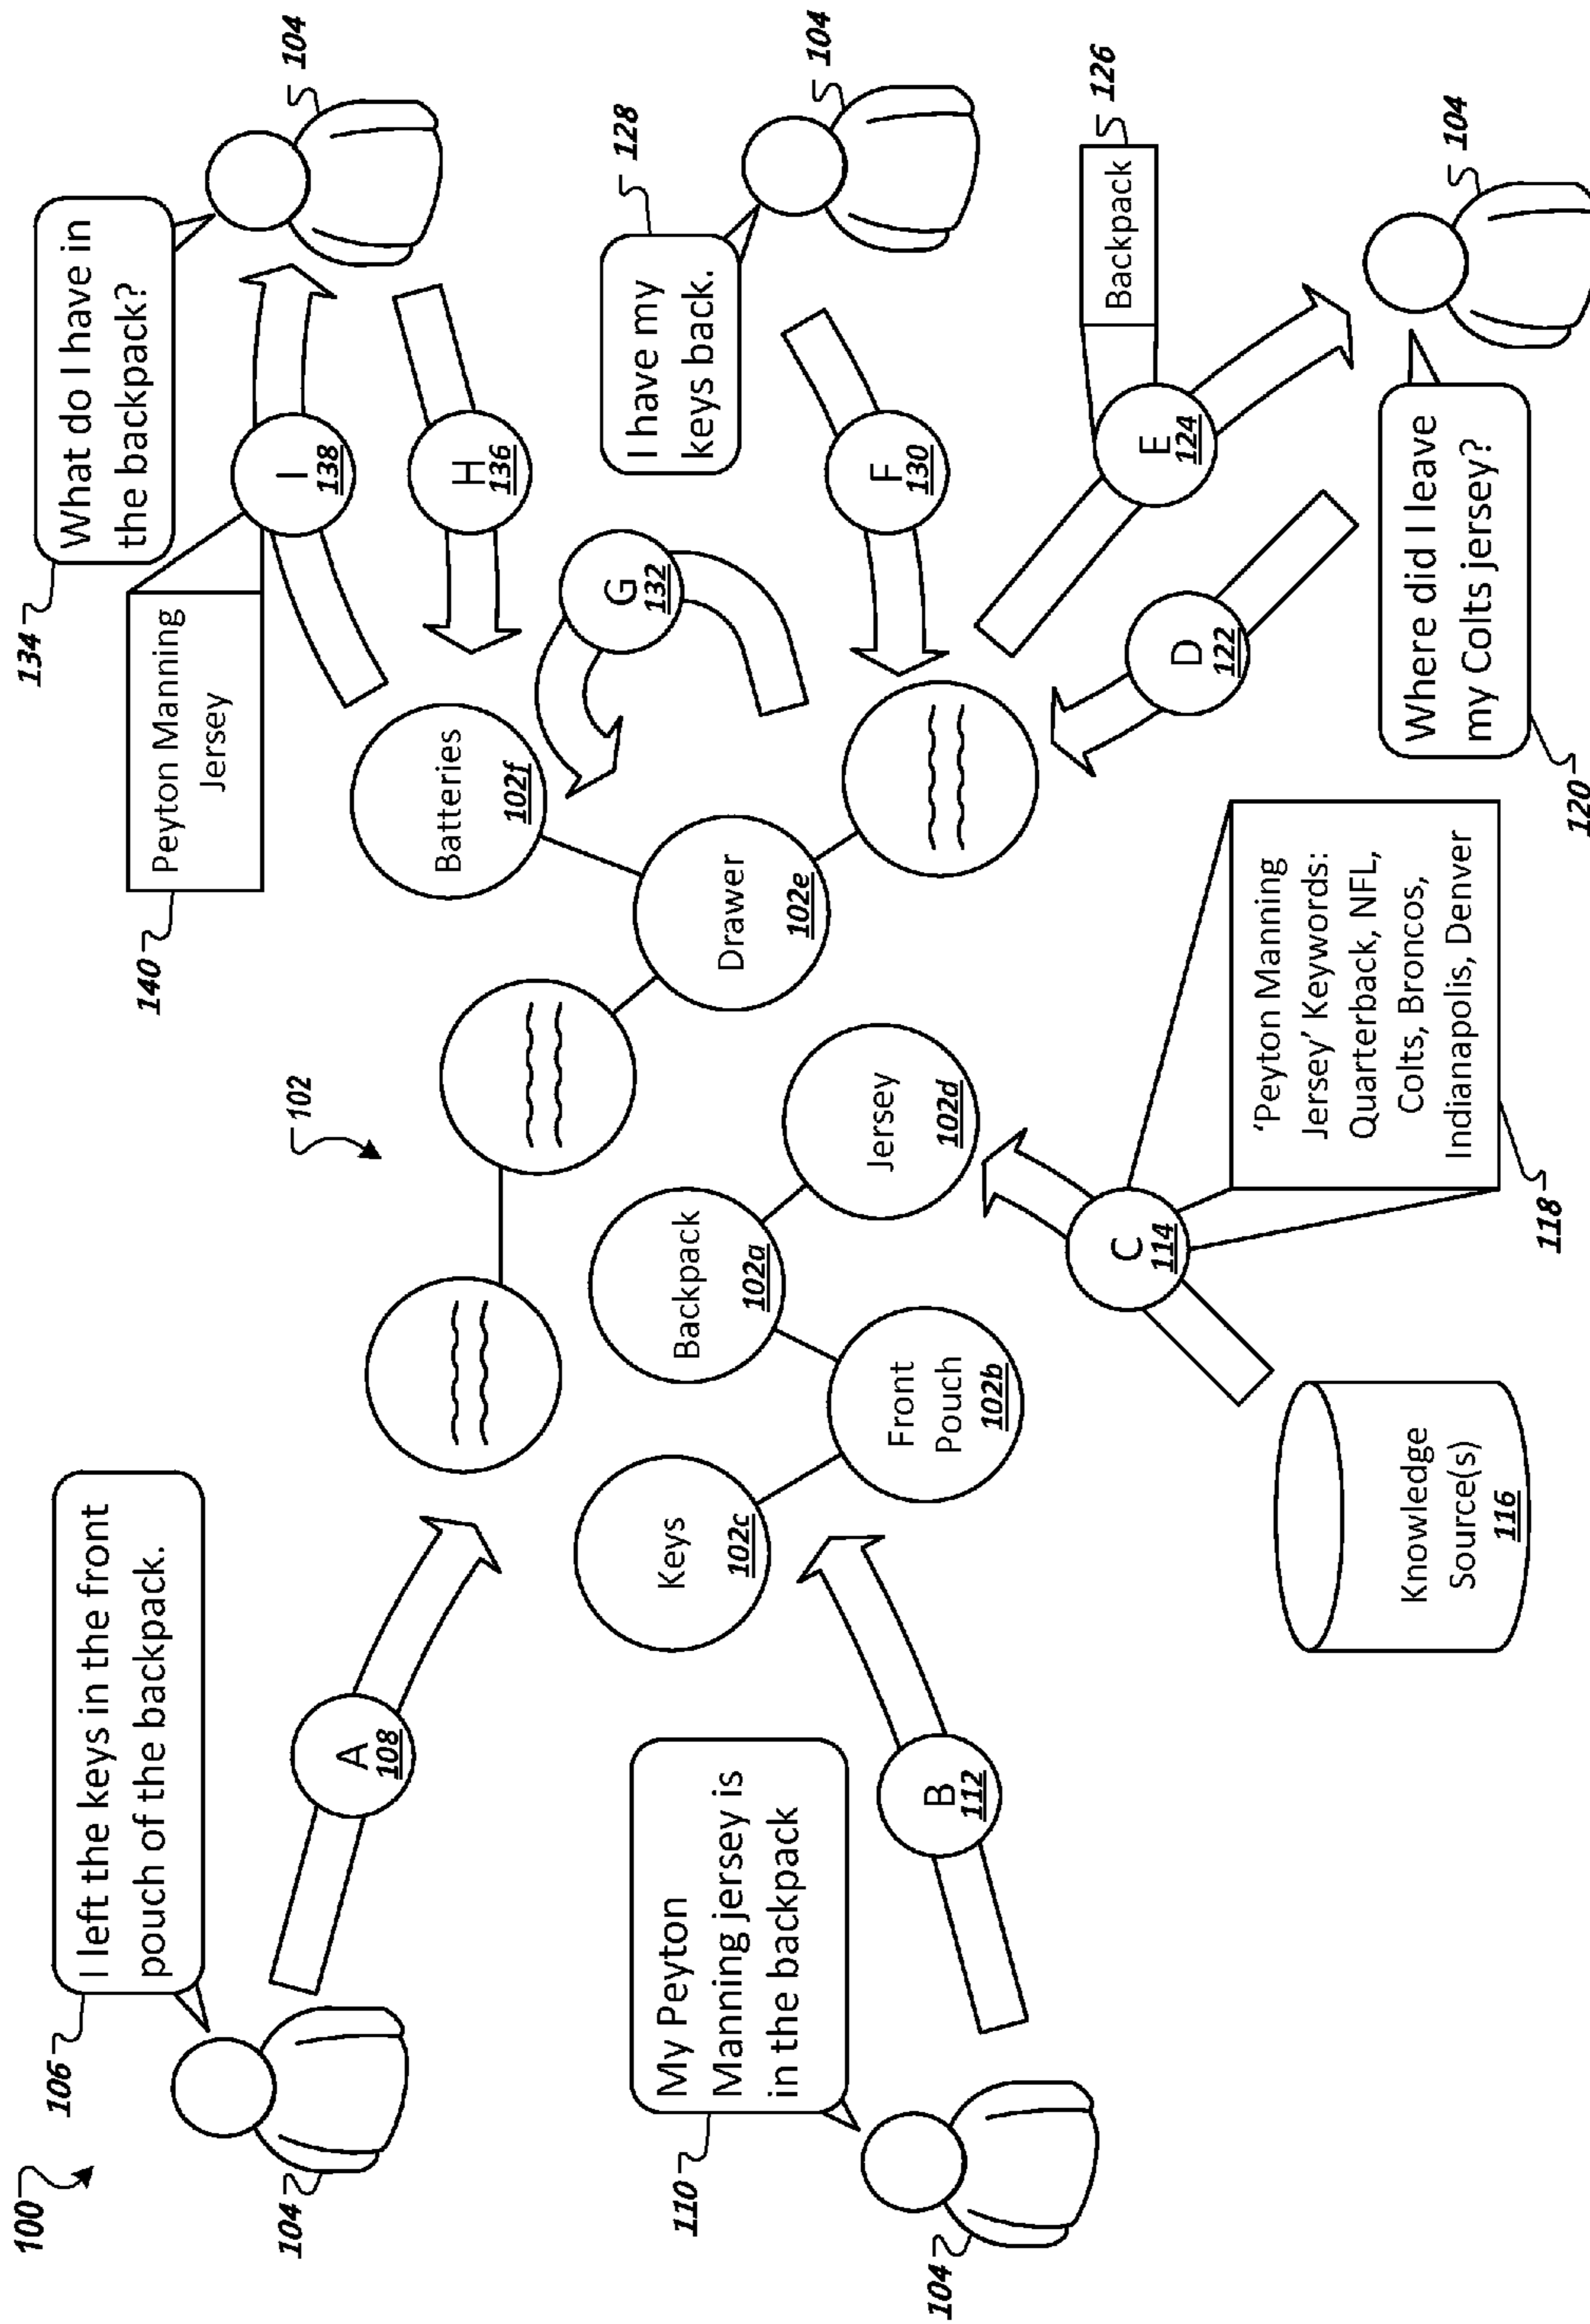 100
106
I left the keys in the front
pouch of the backpack.
104
A
108
110
My Peyton
Manning jersey is
in the backpack
104
B
112
102
Keys
102c
Front
Pouch
102b
Backpack
102a
Jersey
102d
Drawer
102e
Batteries
102f
Knowledge
Source(s)
116
C
114
'Peyton Manning
Jersey' Keywords:
Quarterback, NFL,
Colts, Broncos,
Indianapolis, Denver
118
120
Where did I leave
my Colts jersey?
104
D
122
E
124
Backpack
126
128
I have my
keys back.
104
F
130
G
132
134
What do I have in
the backpack?
104
H
136
I
138
Peyton Manning
Jersey
140